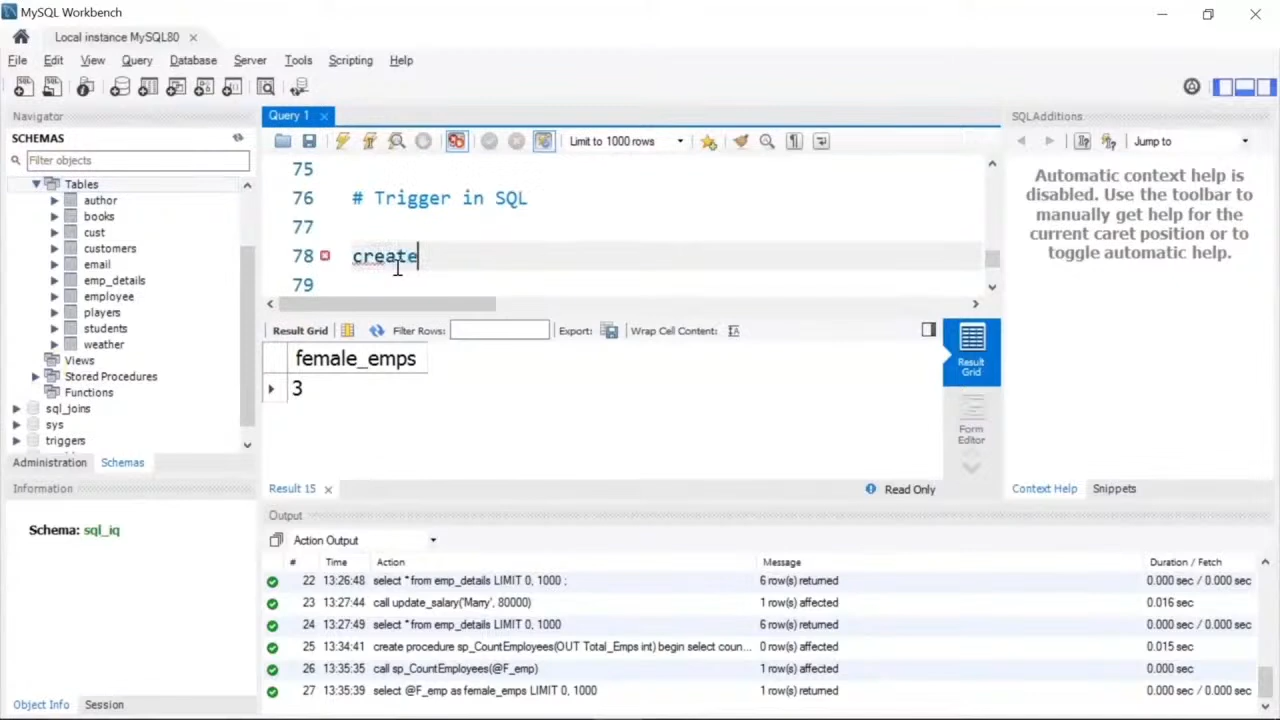 MySQL Workbench
Local instance MySQL80
File Edit View Query Database Server Tools Scripting Help
Navigator
SCHEMAS
Filter objects
Tables
author
books
cust
customers
email
emp_details
employee
players
students
weather
Views
Stored Procedures
Functions
sql_joins
sys
triggers
Administration Schemas
Information
Schema: sql_iq
Object Info Session
Query 1
Limit to 1000 rows
75
76 # Trigger in SQL
77
78 create
79
Result Grid Filter Rows: Export: Wrap Cell Content:
female_emps
3
Result Grid
Form Editor
Result 15
Read Only
SQLAdditions
Jump to
Automatic context help is
disabled. Use the toolbar to
manually get help for the
current caret position or to
toggle automatic help.
Context Help Snippets
Output
Action Output
# Time Action Message Duration / Fetch
22 13:26:48 select * from emp_details LIMIT 0, 1000 ; 6 row(s) returned 0.000 sec / 0.000 sec
23 13:27:44 call update_salary('Marry', 80000) 1 row(s) affected 0.016 sec
24 13:27:49 select * from emp_details LIMIT 0, 1000 6 row(s) returned 0.000 sec / 0.000 sec
25 13:34:41 create procedure sp_CountEmployees(OUT Total_Emps int) begin select coun... 0 row(s) affected 0.015 sec
26 13:35:35 call sp_CountEmployees(@F_emp) 1 row(s) affected 0.000 sec
27 13:35:39 select @F_emp as female_emps LIMIT 0, 1000 1 row(s) returned 0.000 sec / 0.000 sec